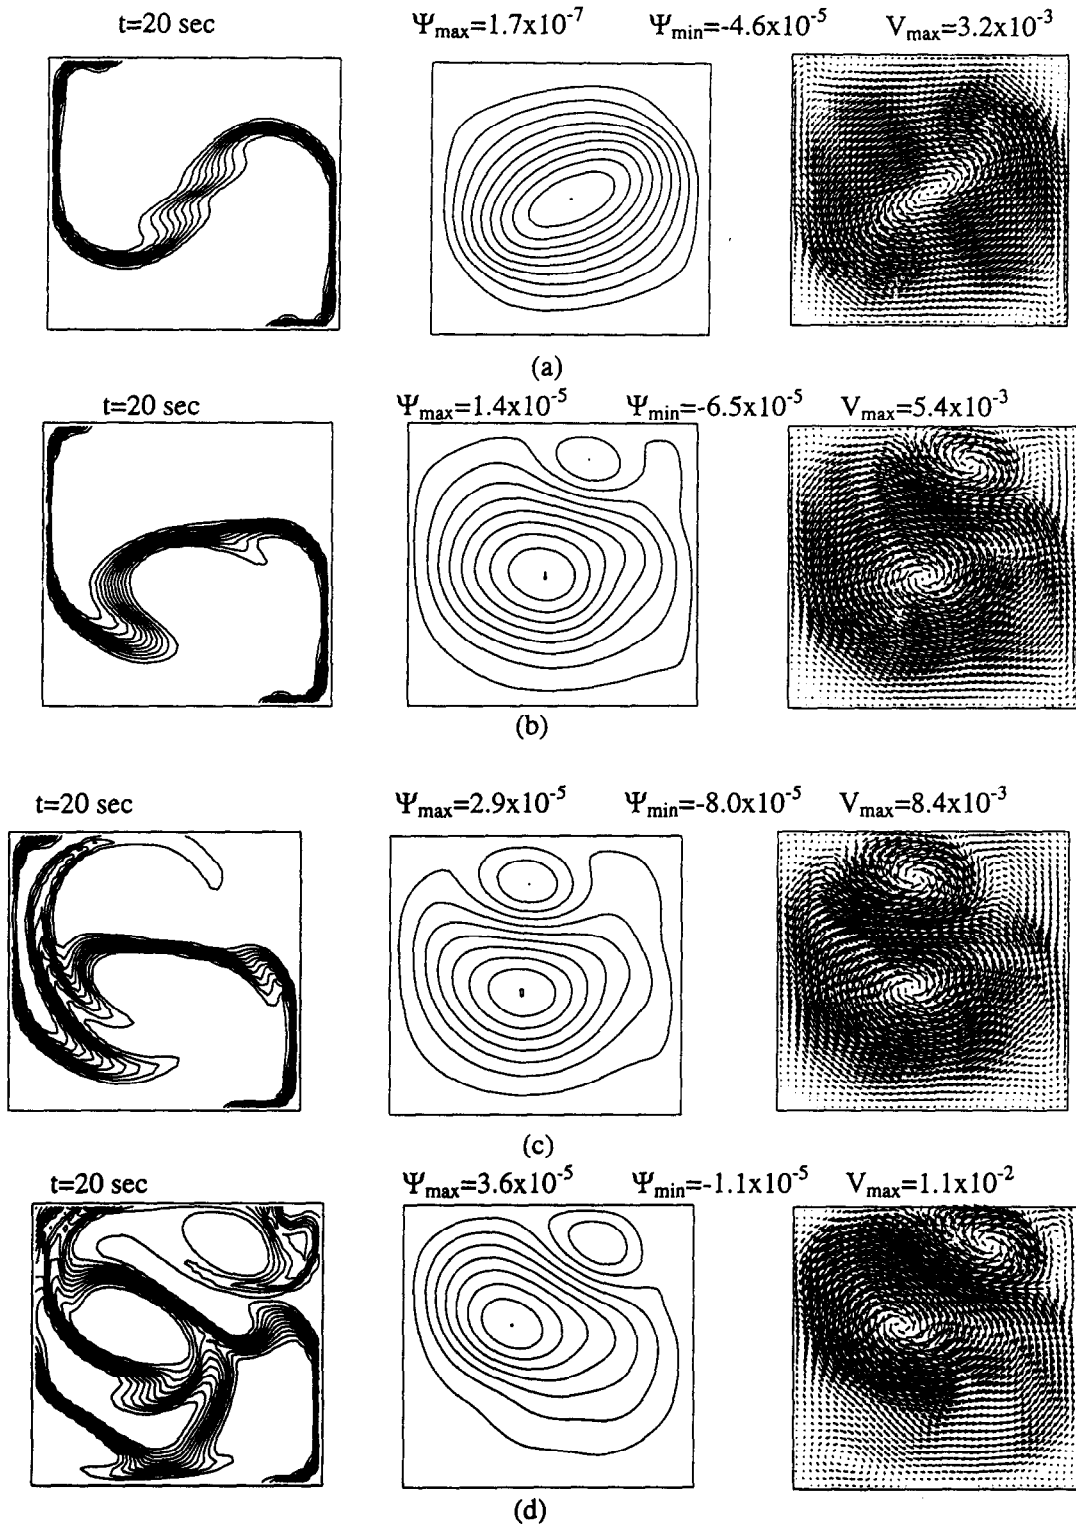 t=20 sec Ψmax=1.7x10⁻⁷ Ψmin=-4.6x10⁻⁵ Vmax=3.2x10⁻³
(a)
t=20 sec Ψmax=1.4x10⁻⁵ Ψmin=-6.5x10⁻⁵ Vmax=5.4x10⁻³
(b)
t=20 sec Ψmax=2.9x10⁻⁵ Ψmin=-8.0x10⁻⁵ Vmax=8.4x10⁻³
(c)
t=20 sec Ψmax=3.6x10⁻⁵ Ψmin=-1.1x10⁻⁵ Vmax=1.1x10⁻²
(d)